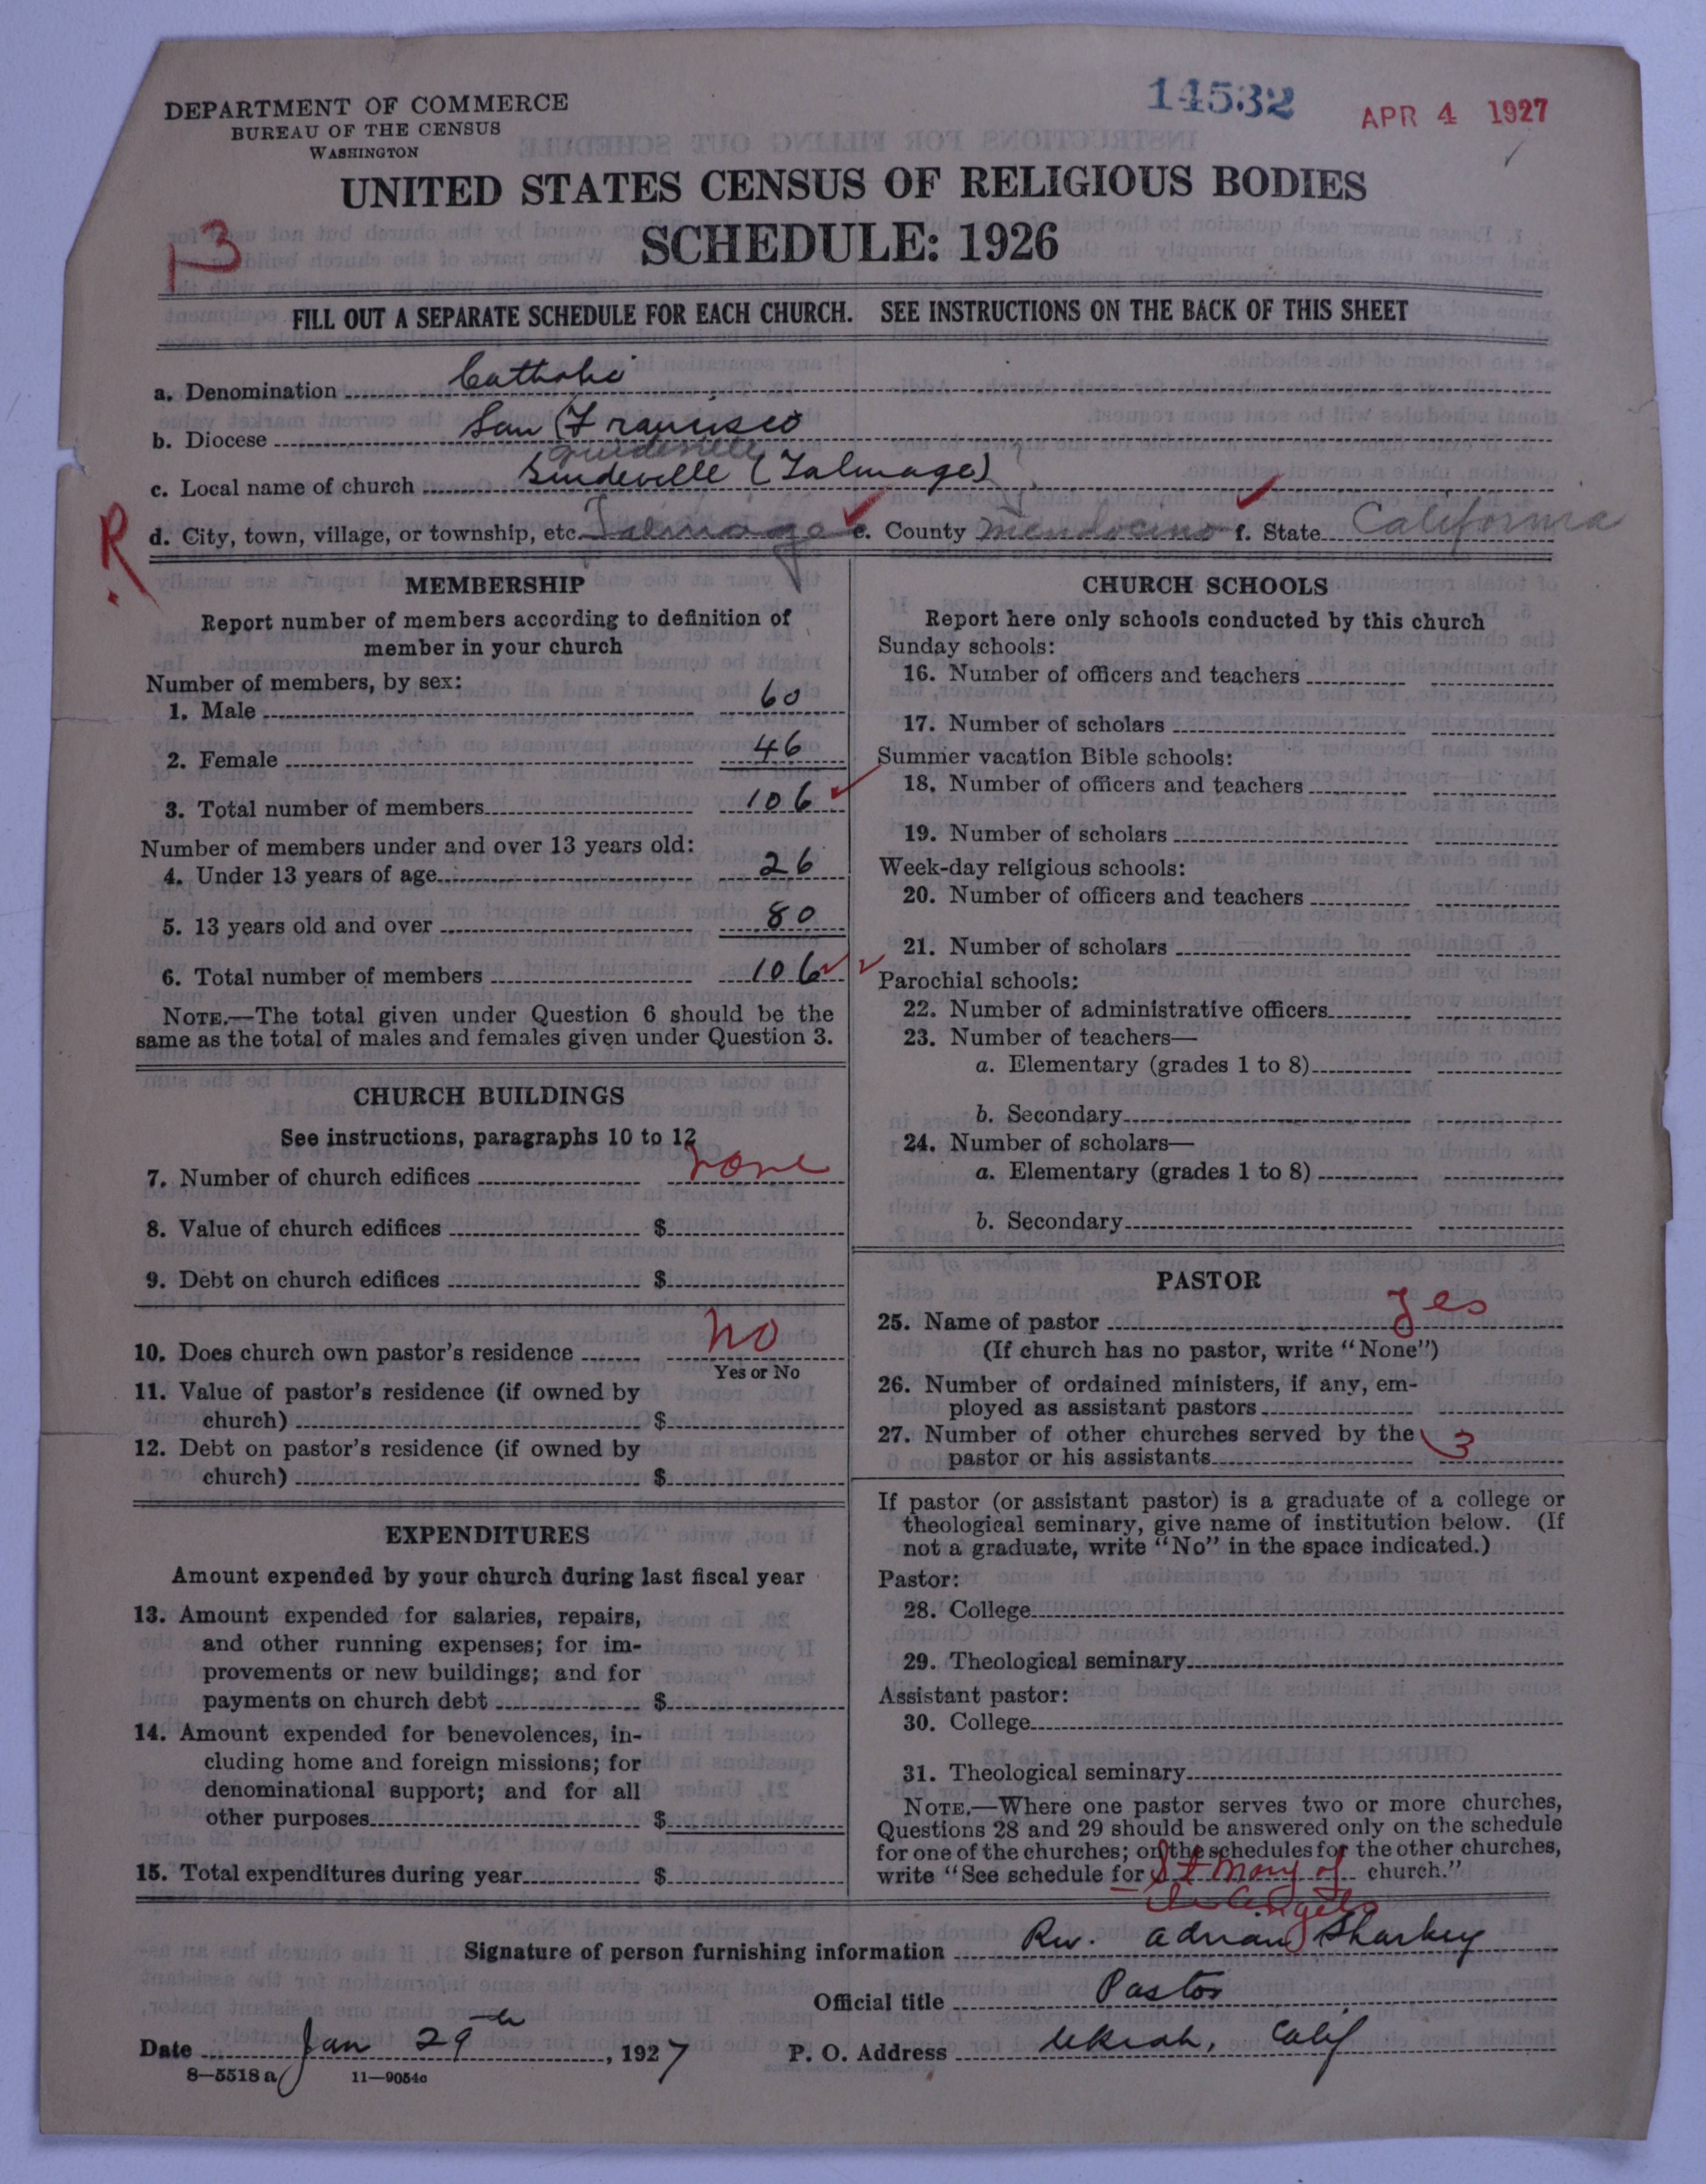 DEPARTMENT OF COMMERCE
BUREAU OF THE CENSUS
WASHINGTON
14532
APR 4 1927
UNITED STATES CENSUS OF RELIGIOUS BODIES
SCHEDULE: 1926
13
FILL OUT A SEPARATE SCHEDULE FOR EACH CHURCH. SEE INSTRUCTIONS ON THE BACK OF THIS SHEET
a. Denomination Catholic
b. Diocese San Francisco
c. Local name of church (Talmage)
R
d. City, town, village, or township, etc. Talmage e. County Mendocino f. State California
MEMBERSHIP
Report number of members according to definition of
member in your church
Number of members, by sex:
1. Male 60
2. Female 46
3. Total number of members 106
Number of members under and over 13 years old:
4. Under 13 years of age 26
5. 13 years old and over 80
6. Total number of members 106
NOTE.—The total given under Question 6 should be the
same as the total of males and females given under Question 3.
CHURCH BUILDINGS
See instructions, paragraphs 10 to 12
7. Number of church edifices none
8. Value of church edifices $
9. Debt on church edifices $
10. Does church own pastor's residence no
Yes or No
11. Value of pastor's residence (if owned by
church) $
12. Debt on pastor's residence (if owned by
church) $
EXPENDITURES
Amount expended by your church during last fiscal year
13. Amount expended for salaries, repairs,
and other running expenses; for im-
provements or new buildings; and for
payments on church debt $
14. Amount expended for benevolences, in-
cluding home and foreign missions; for
denominational support; and for all
other purposes $
15. Total expenditures during year $
CHURCH SCHOOLS
Report here only schools conducted by this church
Sunday schools:
16. Number of officers and teachers
17. Number of scholars
Summer vacation Bible schools:
18. Number of officers and teachers
19. Number of scholars
Week-day religious schools:
20. Number of officers and teachers
21. Number of scholars
Parochial schools:
22. Number of administrative officers
23. Number of teachers—
a. Elementary (grades 1 to 8)
b. Secondary
24. Number of scholars—
a. Elementary (grades 1 to 8)
b. Secondary
PASTOR
25. Name of pastor yes
(If church has no pastor, write "None")
26. Number of ordained ministers, if any, em-
ployed as assistant pastors
27. Number of other churches served by the
pastor or his assistants 3
If pastor (or assistant pastor) is a graduate of a college or
theological seminary, give name of institution below. (If
not a graduate, write "No" in the space indicated.)
Pastor:
28. College
29. Theological seminary
Assistant pastor:
30. College
31. Theological seminary
NOTE.—Where one pastor serves two or more churches,
Questions 28 and 29 should be answered only on the schedule
for one of the churches; on the schedules for the other churches,
write "See schedule for St Mary of church."
Angels
Signature of person furnishing information Rev. Adrian Sharkey
Official title Pastor
Date Jan 29th, 1927 P. O. Address Ukiah, Calif
8—5518 a 11—9054c